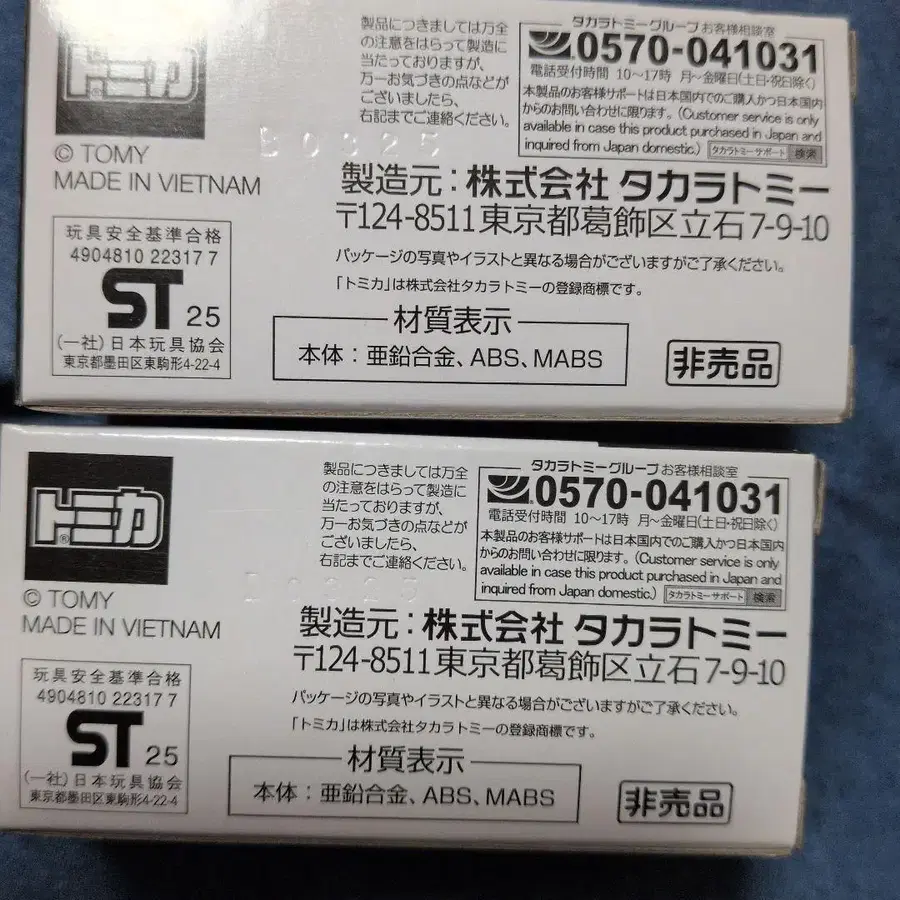 トミカ
®
© TOMY
MADE IN VIETNAM
製品につきましては万全
の注意をはらって製造に
当たっておりますが、
万一お気づきの点などが
ございましたら、
右記までご連絡ください。
タカラトミーグループ お客様相談室
0570-041031
電話受付時間 10〜17時 月〜金曜日(土日・祝日除く)
本製品のお客様サポートは日本国内でのご購入かつ日本国内
からのお問い合わせに限ります。(Customer service is only
available in case this product purchased in Japan and
inquired from Japan domestic.) タカラトミーサポート 検索
製造元：株式会社 タカラトミー
〒124-8511東京都葛飾区立石7-9-10
パッケージの写真やイラストと異なる場合がございますがご了承ください。
「トミカ」は株式会社タカラトミーの登録商標です。
玩具安全基準合格
4904810 22317 7
ST 25
(一社)日本玩具協会
東京都墨田区東駒形4-22-4
材質表示
本体：亜鉛合金、ABS、MABS
非売品
トミカ
®
© TOMY
MADE IN VIETNAM
製品につきましては万全
の注意をはらって製造に
当たっておりますが、
万一お気づきの点などが
ございましたら、
右記までご連絡ください。
タカラトミーグループ お客様相談室
0570-041031
電話受付時間 10〜17時 月〜金曜日(土日・祝日除く)
本製品のお客様サポートは日本国内でのご購入かつ日本国内
からのお問い合わせに限ります。(Customer service is only
available in case this product purchased in Japan and
inquired from Japan domestic.) タカラトミーサポート 検索
製造元：株式会社 タカラトミー
〒124-8511東京都葛飾区立石7-9-10
パッケージの写真やイラストと異なる場合がございますがご了承ください。
「トミカ」は株式会社タカラトミーの登録商標です。
玩具安全基準合格
4904810 22317 7
ST 25
(一社)日本玩具協会
東京都墨田区東駒形4-22-4
材質表示
本体：亜鉛合金、ABS、MABS
非売品